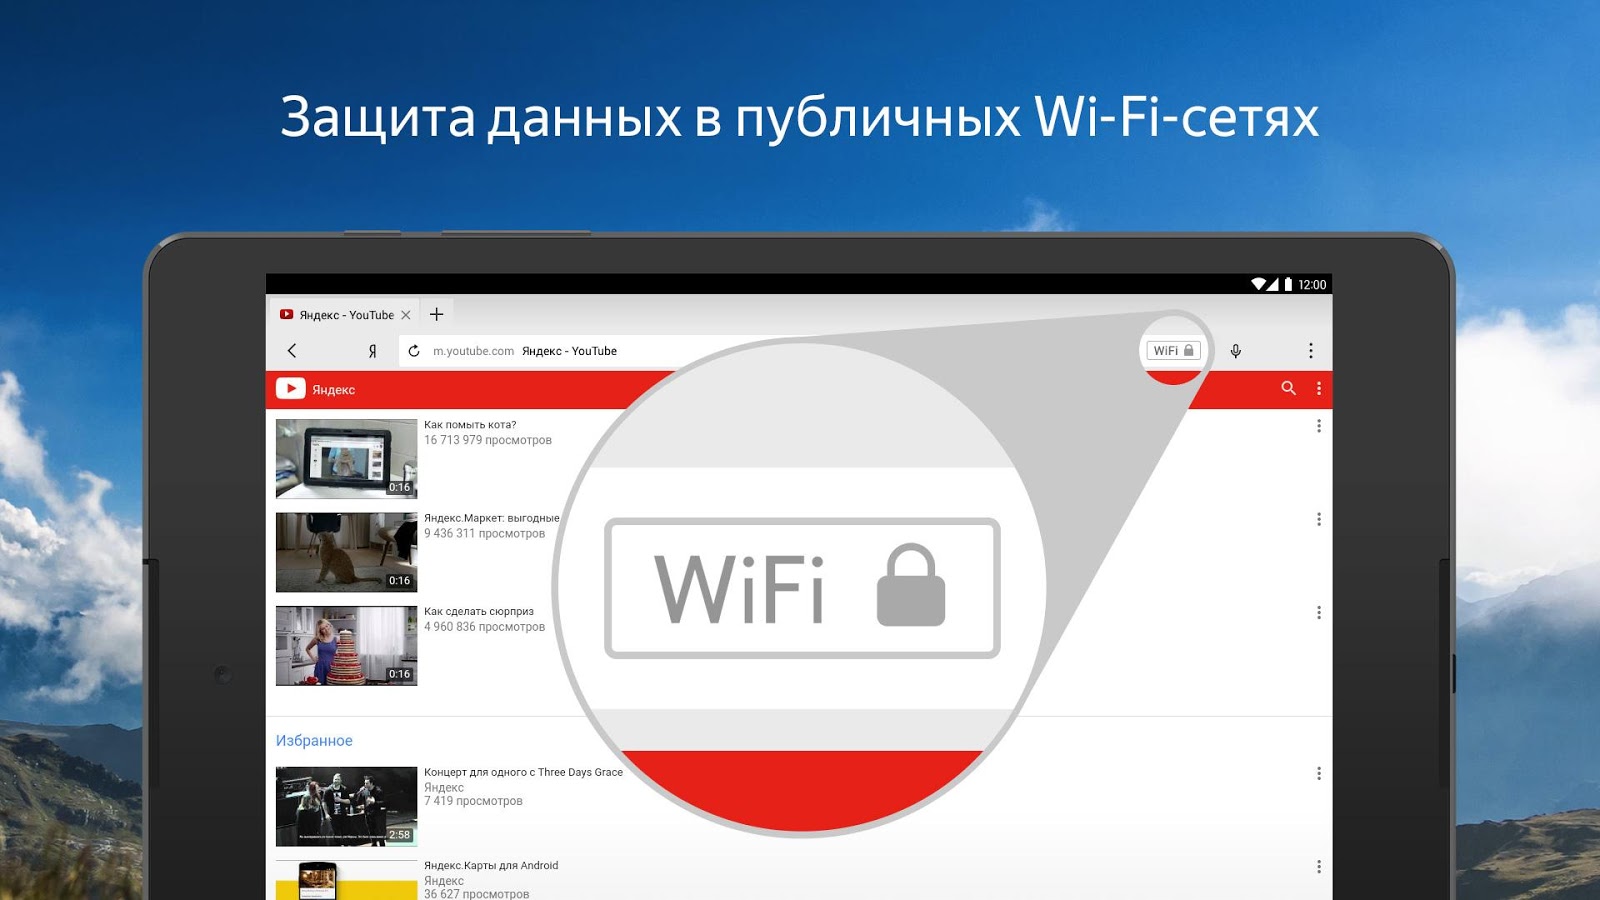 Защита данных в публичных Wi-Fi-сетях
12:00
Яндекс - YouTube
Я m.youtube.com Яндекс - YouTube WiFi
Яндекс
Как помыть кота?
16 713 979 просмотров
0:16
Яндекс.Маркет: выгодные
9 436 311 просмотров
0:16
WiFi
Как сделать сюрприз
4 960 836 просмотров
0:16
Избранное
Концерт для одного с Three Days Grace
Яндекс
7 419 просмотров
2:58
Яндекс.Карты для Android
Яндекс
36 627 просмотров